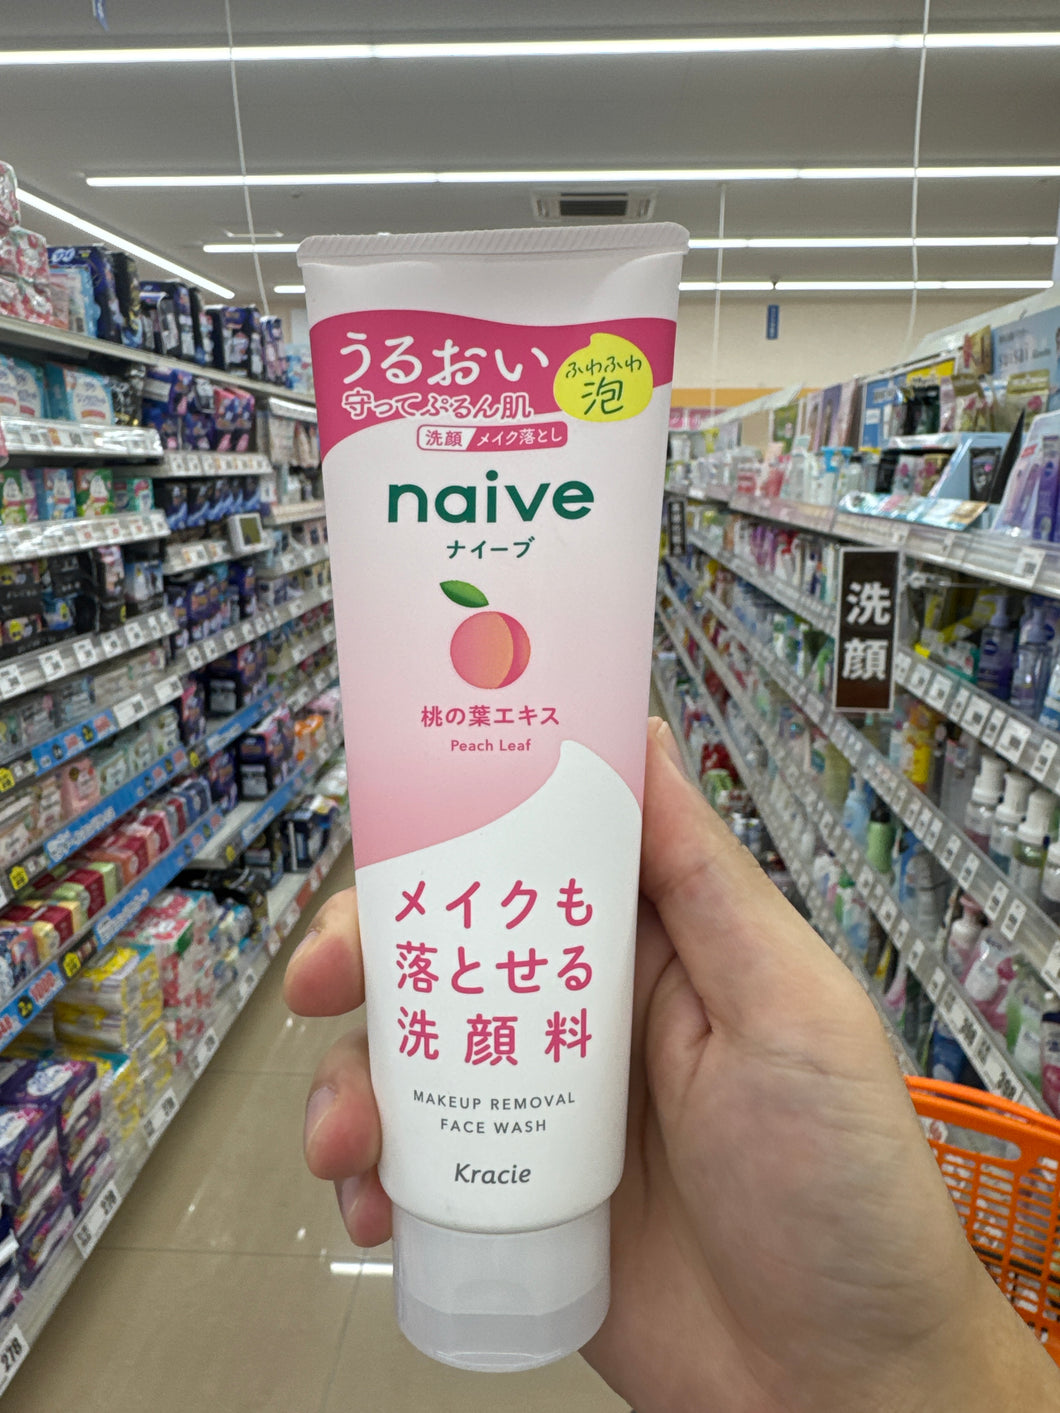 うるおい
守ってぷるん肌
ふわふわ
泡
洗顔 メイク落とし
naive
ナイーブ
桃の葉エキス
Peach Leaf
メイクも
落とせる
洗顔料
MAKEUP REMOVAL
FACE WASH
Kracie
洗顔
278